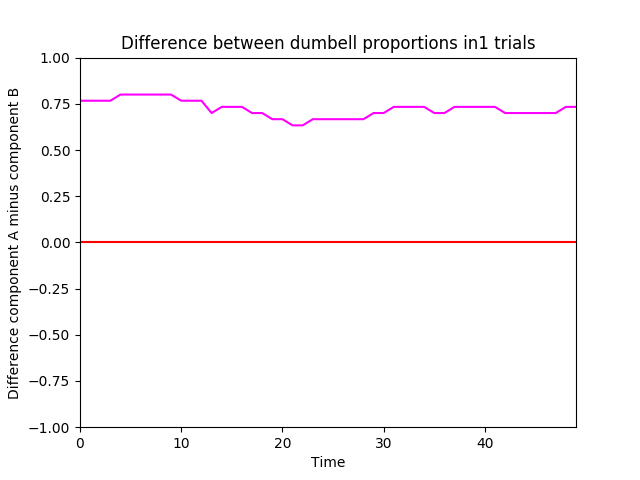 Difference between dumbell proportions in1 trials
Difference component A minus component B
1.00
0.75
0.50
0.25
0.00
−0.25
−0.50
−0.75
−1.00
0 10 20 30 40
Time